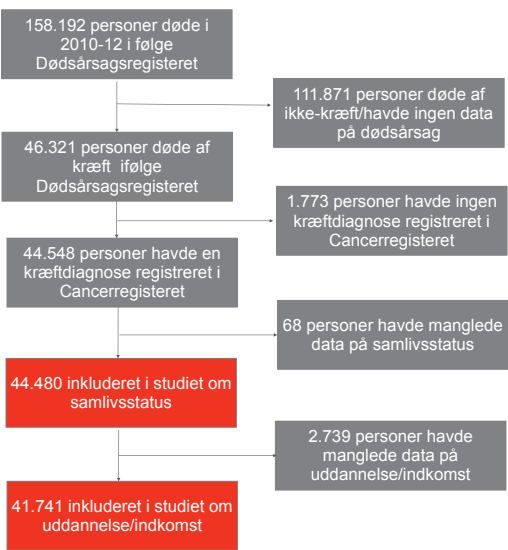 158.192 personer døde i
2010-12 i følge
Dødsårsagsregisteret
111.871 personer døde af
ikke-kræft/havde ingen data
på dødsårsag
46.321 personer døde af
kræft ifølge
Dødsårsagsregisteret
1.773 personer havde ingen
kræftdiagnose registreret i
Cancerregisteret
44.548 personer havde en
kræftdiagnose registreret i
Cancerregisteret
68 personer havde manglede
data på samlivsstatus
44.480 inkluderet i studiet om
samlivsstatus
2.739 personer havde
manglede data på
uddannelse/indkomst
41.741 inkluderet i studiet om
uddannelse/indkomst